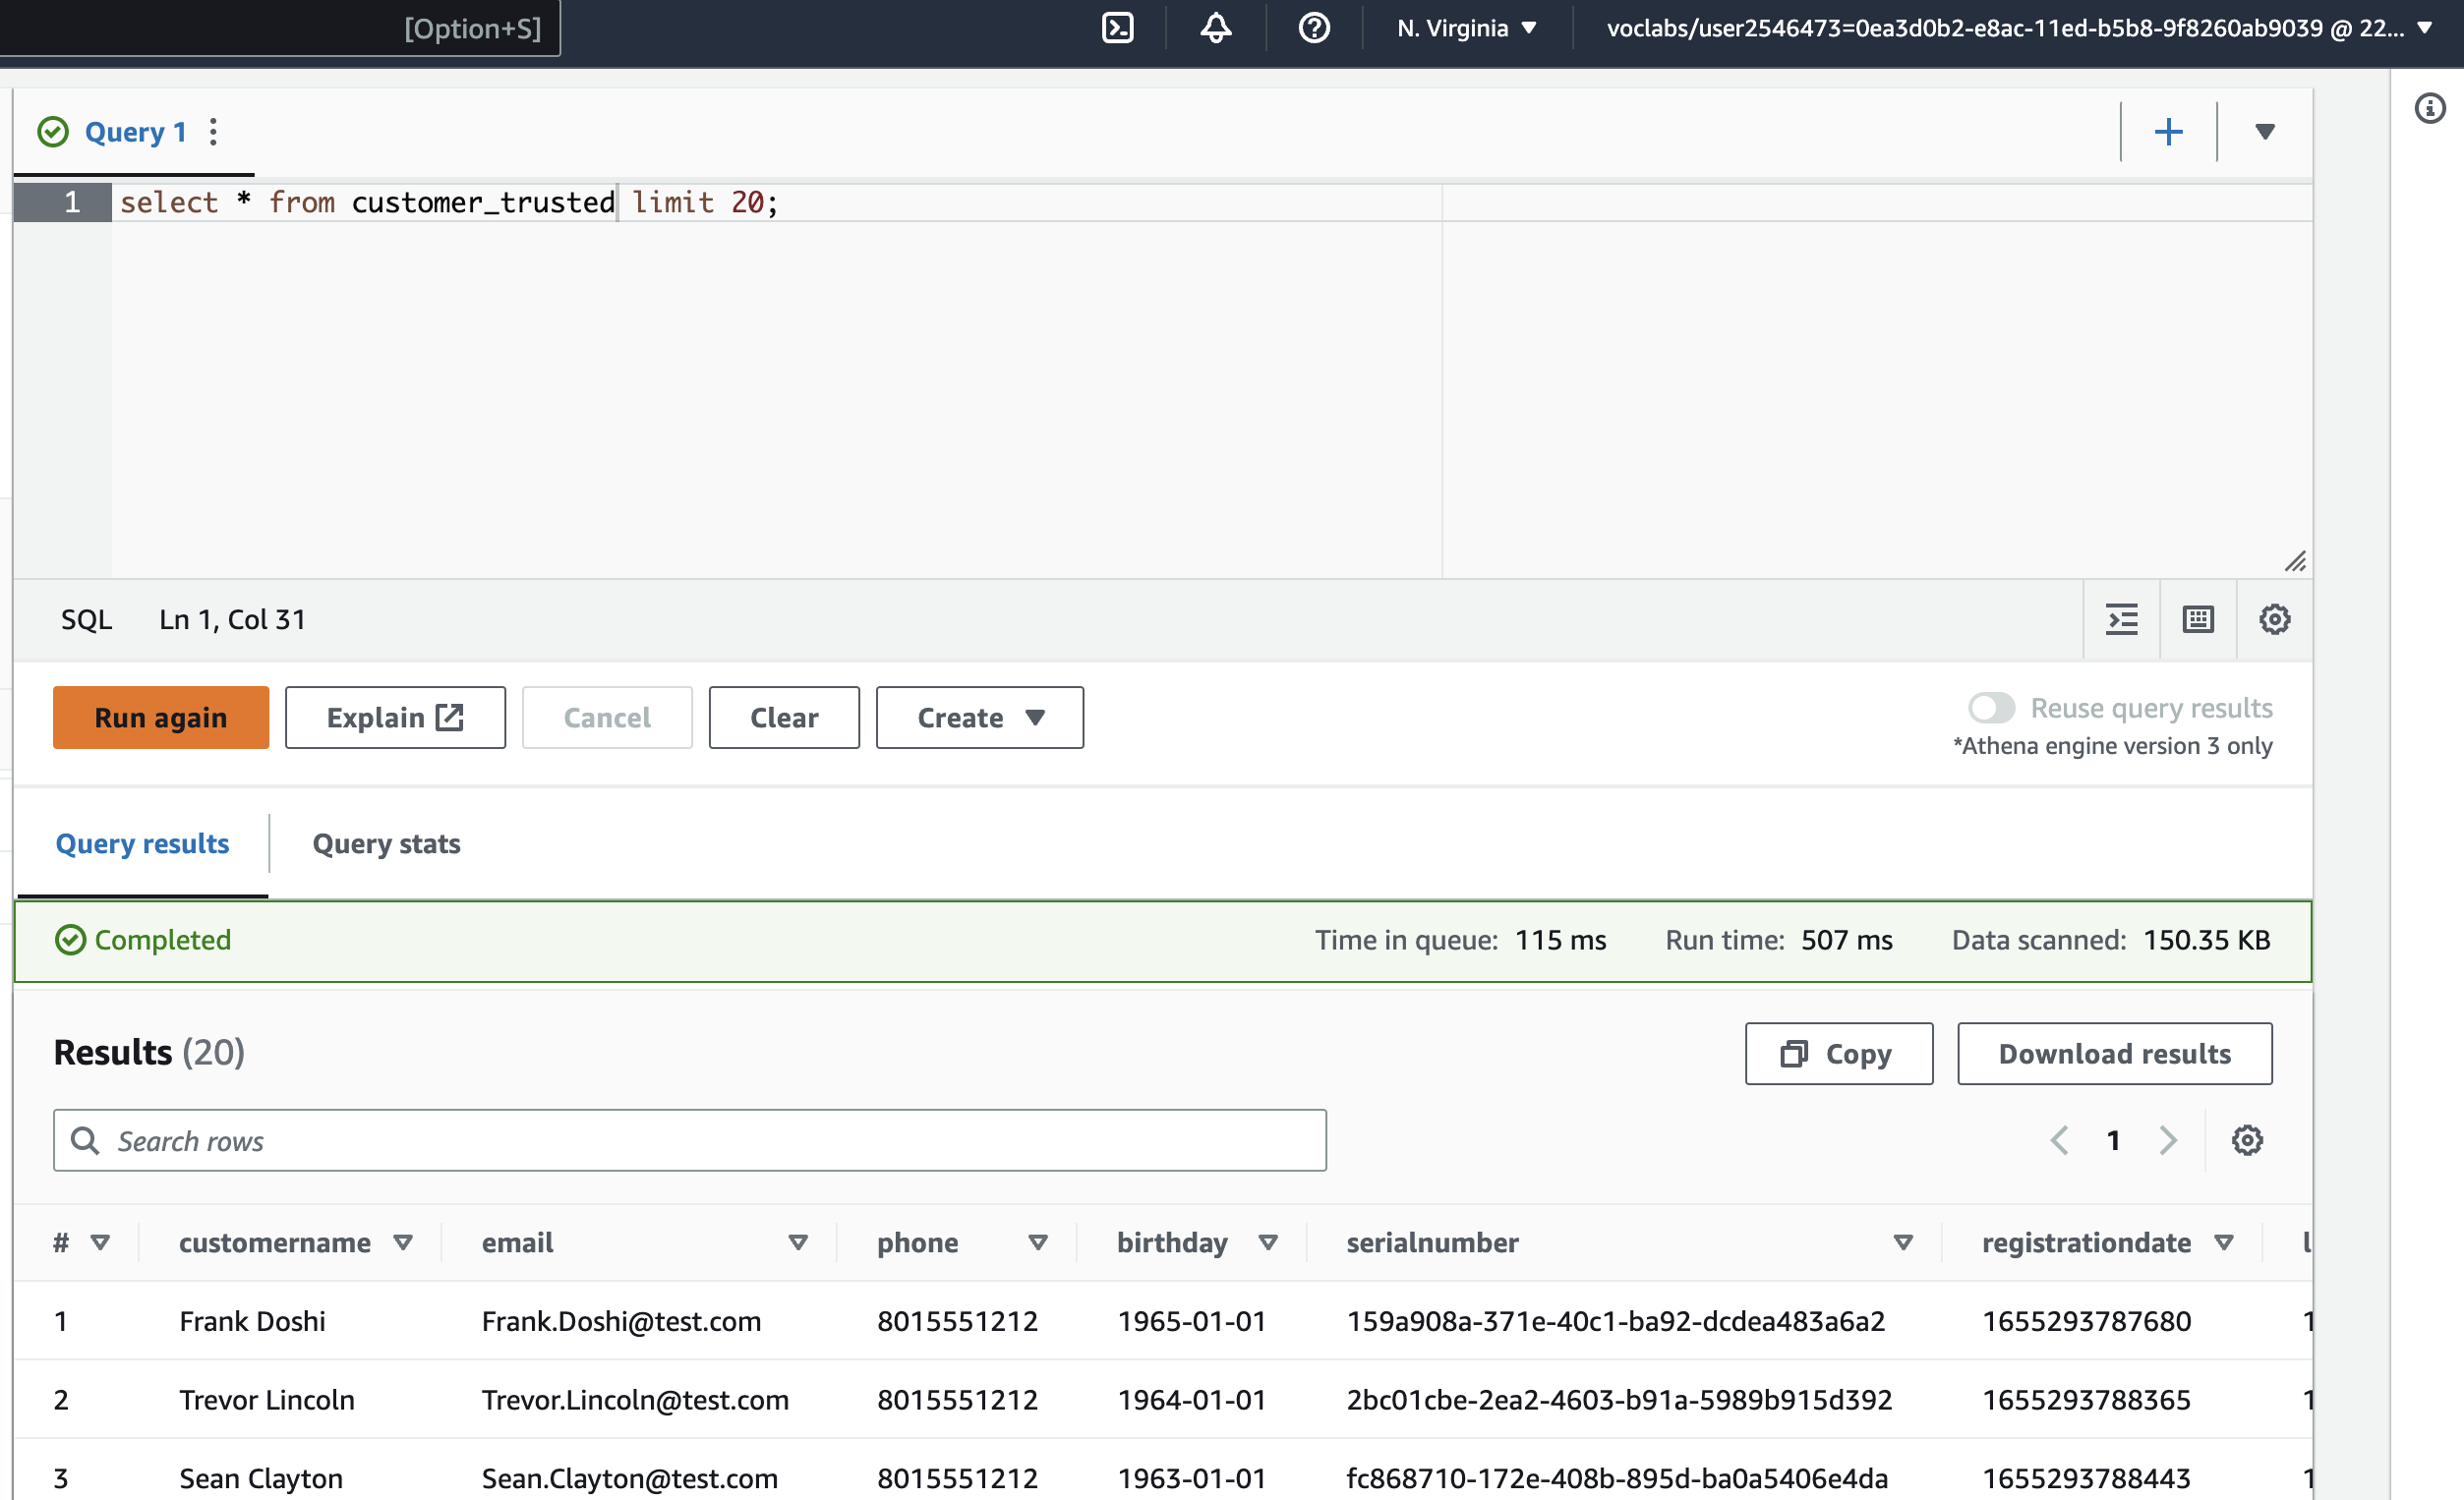 [Option+S]
N. Virginia
voclabs/user2546473=0ea3d0b2-e8ac-11ed-b5b8-9f8260ab9039 @ 22...
Query 1
1 select * from customer_trusted limit 20;
SQL Ln 1, Col 31
Run again Explain Cancel Clear Create
Reuse query results
*Athena engine version 3 only
Query results Query stats
Completed Time in queue: 115 ms Run time: 507 ms Data scanned: 150.35 KB
Results (20) Copy Download results
Search rows 1
# customername email phone birthday serialnumber registrationdate l
1 Frank Doshi Frank.Doshi@test.com 8015551212 1965-01-01 159a908a-371e-40c1-ba92-dcdea483a6a2 1655293787680 1
2 Trevor Lincoln Trevor.Lincoln@test.com 8015551212 1964-01-01 2bc01cbe-2ea2-4603-b91a-5989b915d392 1655293788365 1
3 Sean Clayton Sean.Clayton@test.com 8015551212 1963-01-01 fc868710-172e-408b-895d-ba0a5406e4da 1655293788443 1